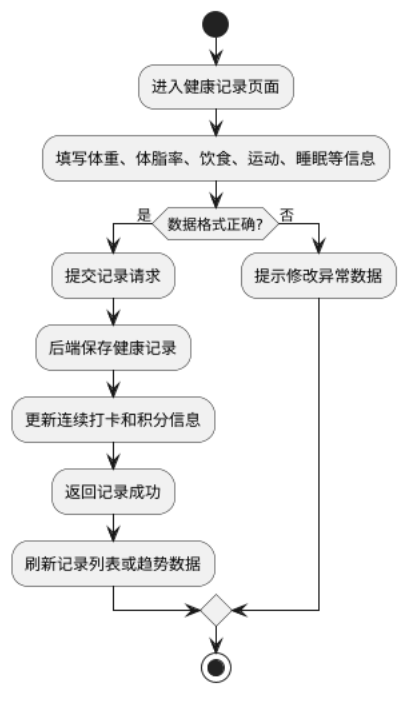 进入健康记录页面
填写体重、体脂率、饮食、运动、睡眠等信息
是
数据格式正确?
否
提交记录请求
提示修改异常数据
后端保存健康记录
更新连续打卡和积分信息
返回记录成功
刷新记录列表或趋势数据